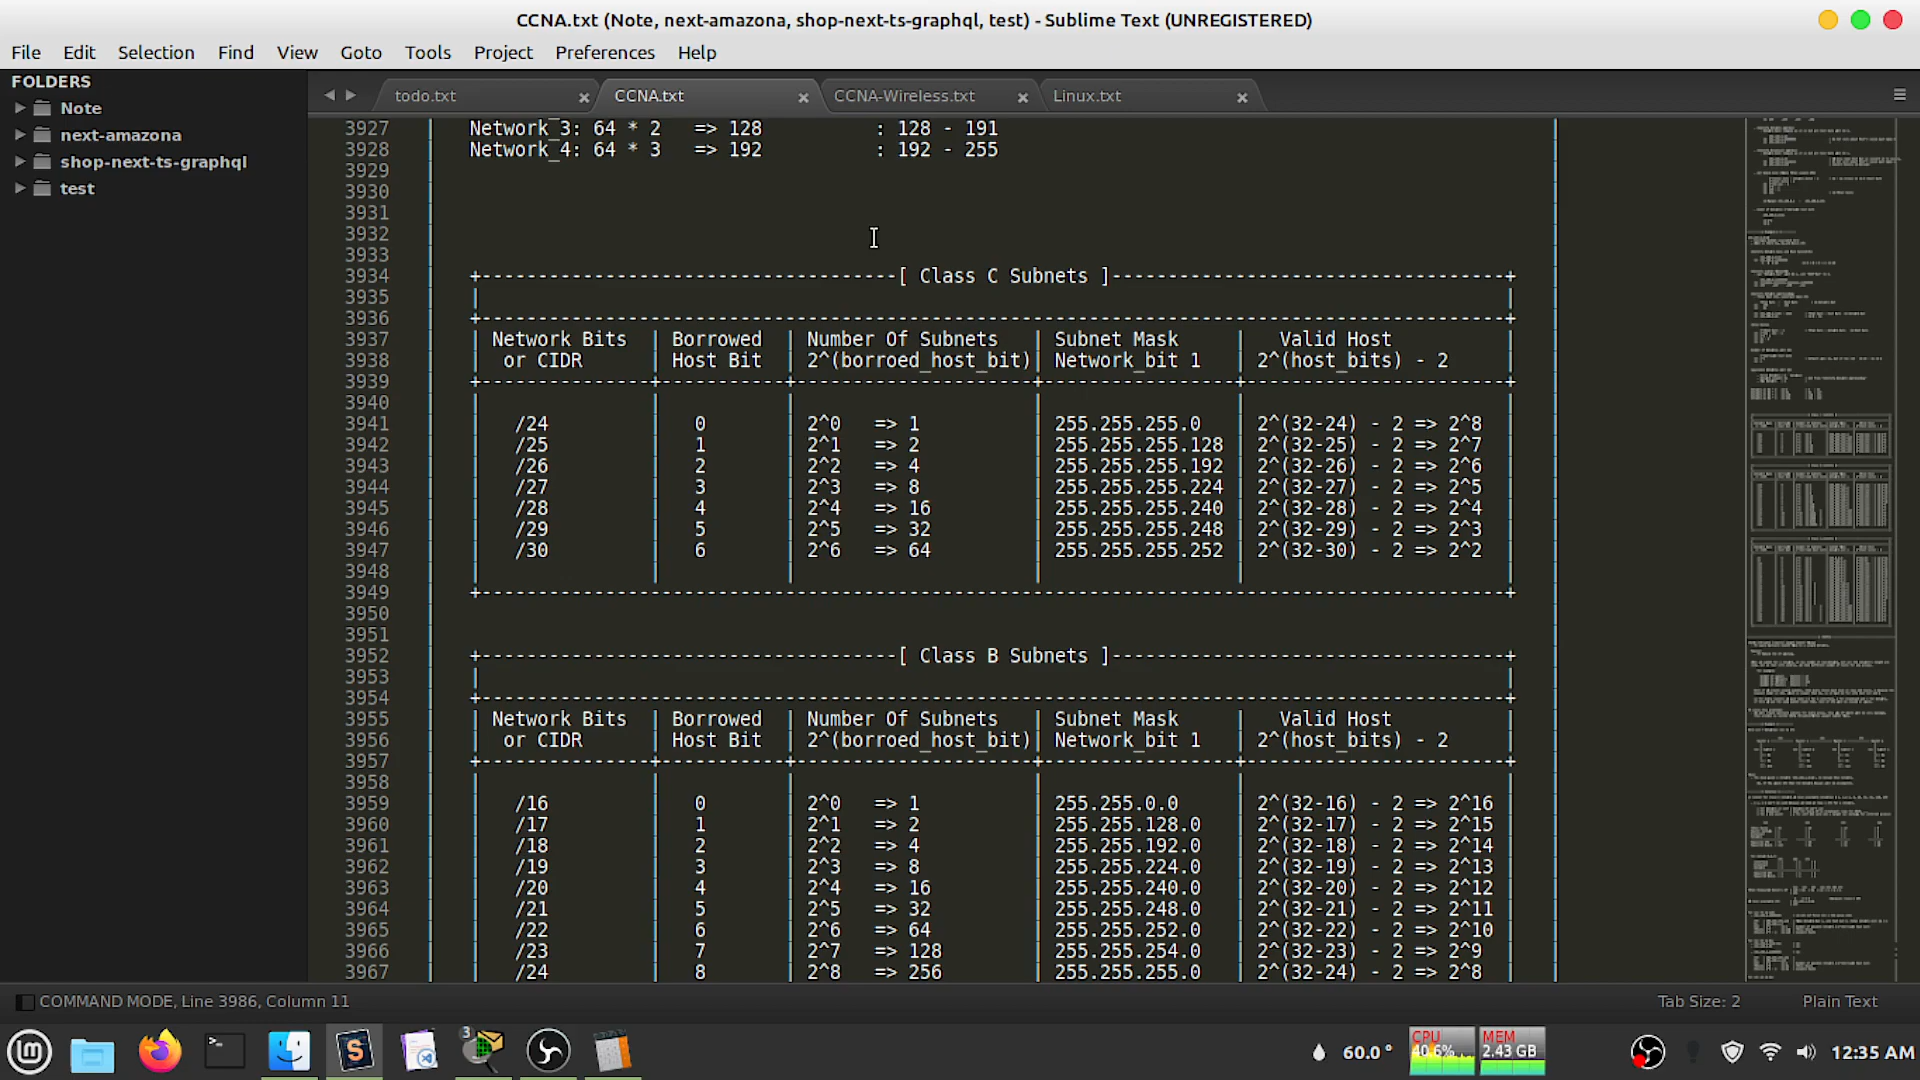 CCNA.txt (Note, next-amazona, shop-next-ts-graphql, test) - Sublime Text (UNREGISTERED)
File Edit Selection Find View Goto Tools Project Preferences Help
FOLDERS
Note
next-amazona
shop-next-ts-graphql
test
todo.txt CCNA.txt CCNA-Wireless.txt Linux.txt
3927 Network_3: 64 * 2 => 128 : 128 - 191
3928 Network_4: 64 * 3 => 192 : 192 - 255
3929
3930
3931
3932
3933
3934 +-------------------------------------[ Class C Subnets ]-----------------------------------+
3935 | |
3936 +--------------------------------------------------------------------------------------------+
3937 | Network Bits | Borrowed | Number Of Subnets | Subnet Mask | Valid Host |
3938 | or CIDR | Host Bit | 2^(borroed_host_bit)| Network_bit 1 | 2^(host_bits) - 2 |
3939 +---------------+-----------+---------------------+-----------------+-----------------------+
3940 | | | | | |
3941 | /24 | 0 | 2^0 => 1 | 255.255.255.0 | 2^(32-24) - 2 => 2^8 |
3942 | /25 | 1 | 2^1 => 2 | 255.255.255.128 | 2^(32-25) - 2 => 2^7 |
3943 | /26 | 2 | 2^2 => 4 | 255.255.255.192 | 2^(32-26) - 2 => 2^6 |
3944 | /27 | 3 | 2^3 => 8 | 255.255.255.224 | 2^(32-27) - 2 => 2^5 |
3945 | /28 | 4 | 2^4 => 16 | 255.255.255.240 | 2^(32-28) - 2 => 2^4 |
3946 | /29 | 5 | 2^5 => 32 | 255.255.255.248 | 2^(32-29) - 2 => 2^3 |
3947 | /30 | 6 | 2^6 => 64 | 255.255.255.252 | 2^(32-30) - 2 => 2^2 |
3948 | | | | | |
3949 +--------------------------------------------------------------------------------------------+
3950
3951
3952 +-------------------------------------[ Class B Subnets ]-----------------------------------+
3953 | |
3954 +--------------------------------------------------------------------------------------------+
3955 | Network Bits | Borrowed | Number Of Subnets | Subnet Mask | Valid Host |
3956 | or CIDR | Host Bit | 2^(borroed_host_bit)| Network_bit 1 | 2^(host_bits) - 2 |
3957 +---------------+-----------+---------------------+-----------------+-----------------------+
3958 | | | | | |
3959 | /16 | 0 | 2^0 => 1 | 255.255.0.0 | 2^(32-16) - 2 => 2^16 |
3960 | /17 | 1 | 2^1 => 2 | 255.255.128.0 | 2^(32-17) - 2 => 2^15 |
3961 | /18 | 2 | 2^2 => 4 | 255.255.192.0 | 2^(32-18) - 2 => 2^14 |
3962 | /19 | 3 | 2^3 => 8 | 255.255.224.0 | 2^(32-19) - 2 => 2^13 |
3963 | /20 | 4 | 2^4 => 16 | 255.255.240.0 | 2^(32-20) - 2 => 2^12 |
3964 | /21 | 5 | 2^5 => 32 | 255.255.248.0 | 2^(32-21) - 2 => 2^11 |
3965 | /22 | 6 | 2^6 => 64 | 255.255.252.0 | 2^(32-22) - 2 => 2^10 |
3966 | /23 | 7 | 2^7 => 128 | 255.255.254.0 | 2^(32-23) - 2 => 2^9 |
3967 | /24 | 8 | 2^8 => 256 | 255.255.255.0 | 2^(32-24) - 2 => 2^8 |
COMMAND MODE, Line 3986, Column 11 Tab Size: 2 Plain Text
3 60.0 ° CPU 40.6% MEM 2.43 GB 12:35 AM